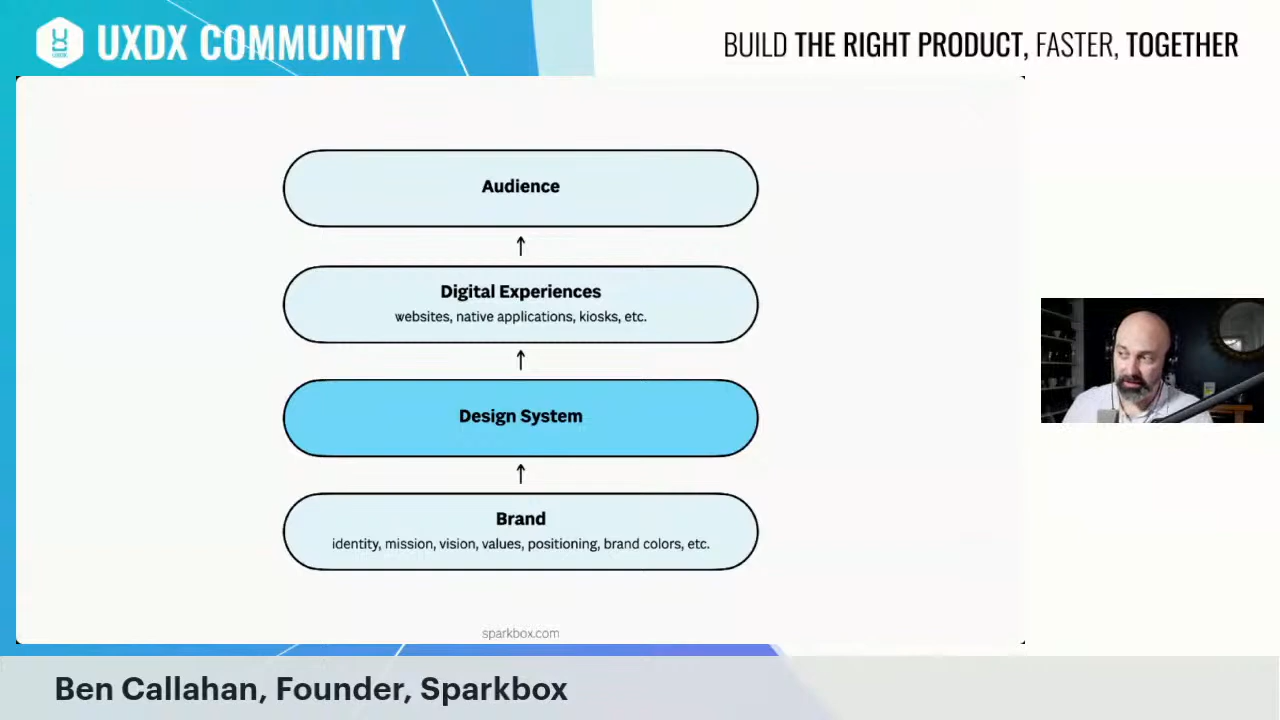 UXDX COMMUNITY
BUILD THE RIGHT PRODUCT, FASTER, TOGETHER
Audience
Digital Experiences
websites, native applications, kiosks, etc.
Design System
Brand
identity, mission, vision, values, positioning, brand colors, etc.
sparkbox.com
Ben Callahan, Founder, Sparkbox